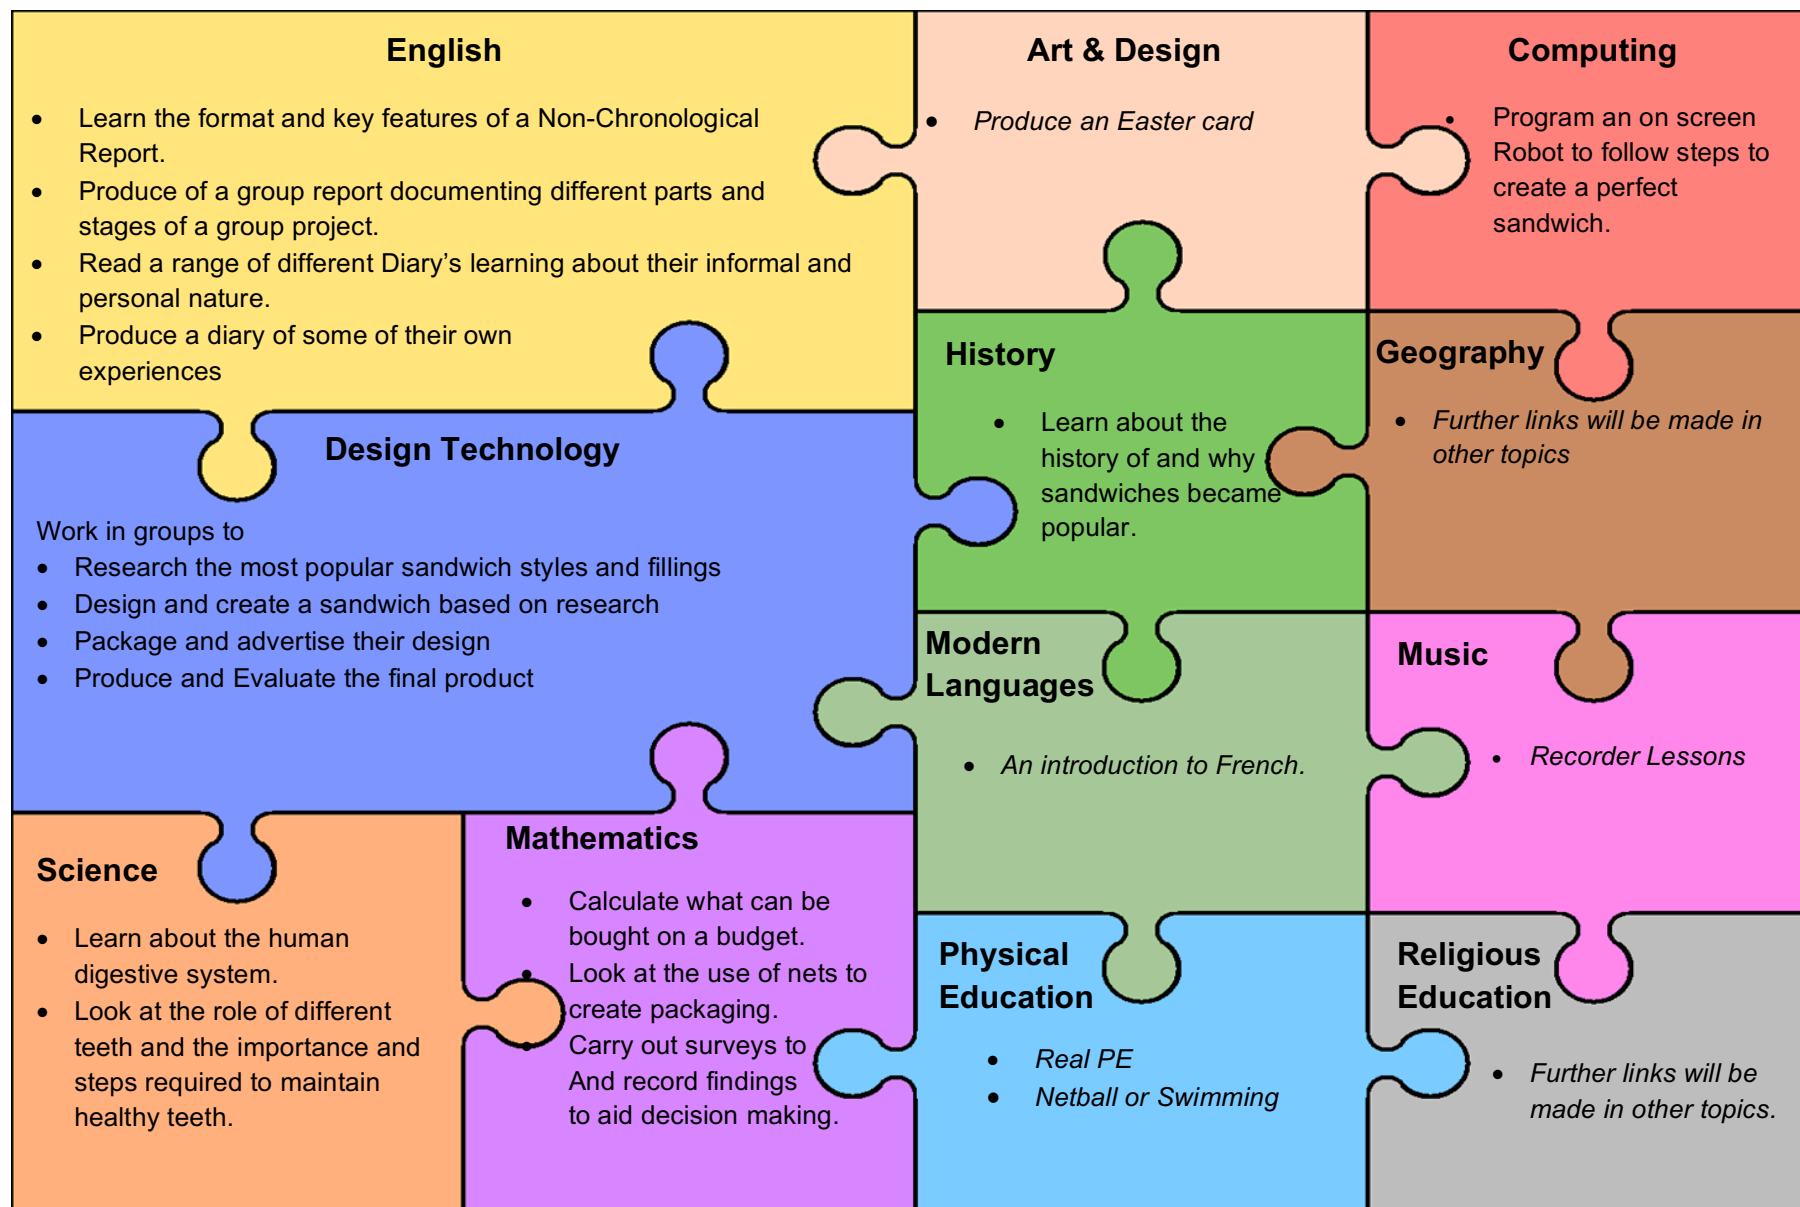 English
• Learn the format and key features of a Non-Chronological
Report.
• Produce of a group report documenting different parts and
stages of a group project.
• Read a range of different Diary’s learning about their informal and
personal nature.
• Produce a diary of some of their own
experiences
Art & Design
• Produce an Easter card
Computing
• Program an on screen
Robot to follow steps to
create a perfect
sandwich.
Design Technology
Work in groups to
• Research the most popular sandwich styles and fillings
• Design and create a sandwich based on research
• Package and advertise their design
• Produce and Evaluate the final product
History
• Learn about the
history of and why
sandwiches became
popular.
Geography
• Further links will be made in
other topics
Modern
Languages
• An introduction to French.
Music
• Recorder Lessons
Science
• Learn about the human
digestive system.
• Look at the role of different
teeth and the importance and
steps required to maintain
healthy teeth.
Mathematics
• Calculate what can be
bought on a budget.
• Look at the use of nets to
create packaging.
• Carry out surveys to
And record findings
to aid decision making.
Physical
Education
• Real PE
• Netball or Swimming
Religious
Education
• Further links will be
made in other topics.